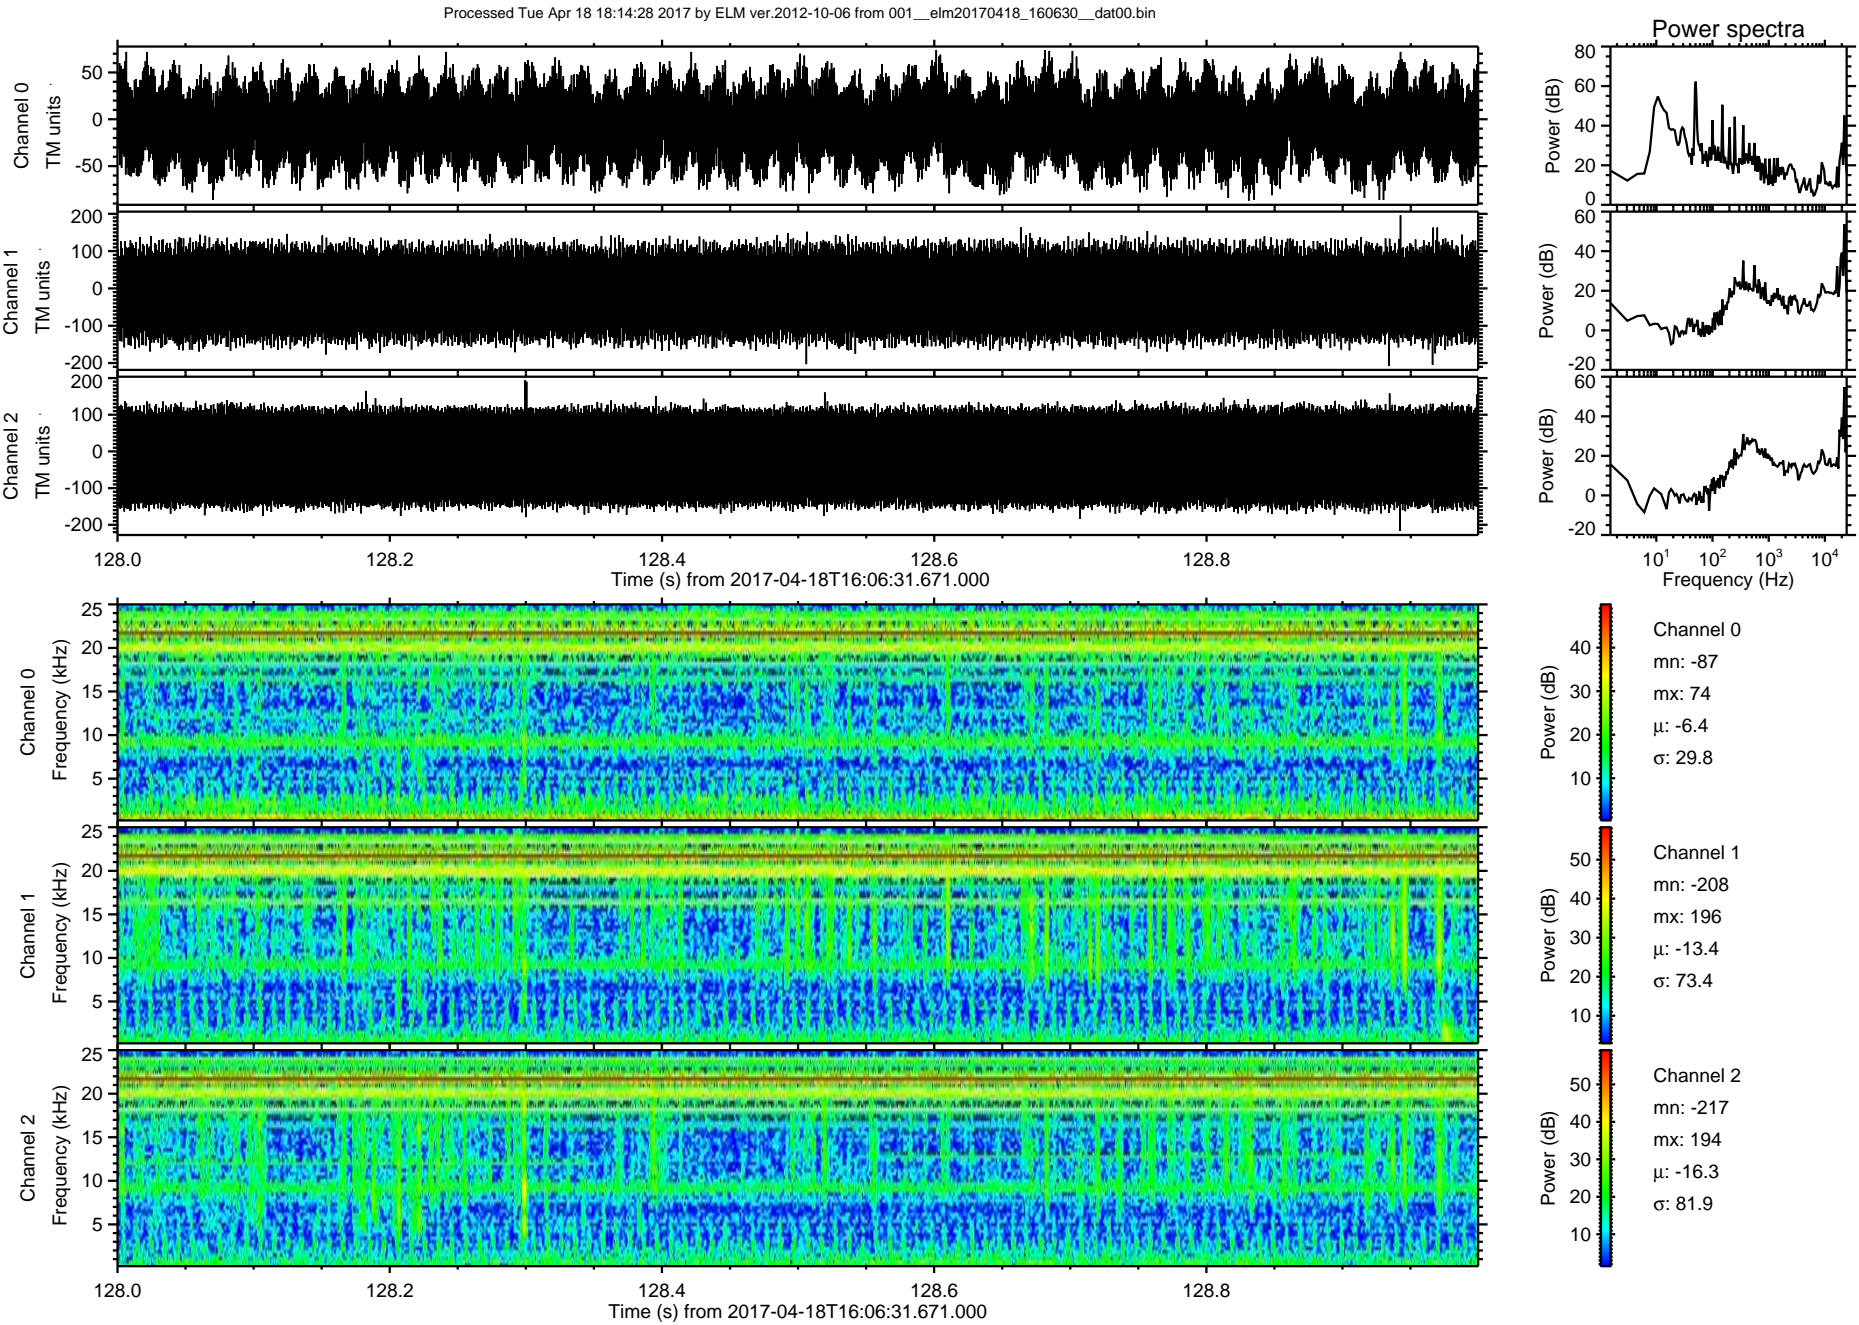 Processed Tue Apr 18 18:14:28 2017 by ELM ver.2012-10-06 from 001__elm20170418_160630__dat00.bin
Power spectra
Channel 0
TM units
50
0
-50
Power (dB)
80
60
40
20
0
Channel 1
TM units
200
100
0
-100
-200
Power (dB)
60
40
20
0
-20
Channel 2
TM units
200
100
0
-100
-200
Power (dB)
60
40
20
0
-20
128.0 128.2 128.4 128.6 128.8
Time (s) from 2017-04-18T16:06:31.671.000
10¹ 10² 10³ 10⁴
Frequency (Hz)
Channel 0
Frequency (kHz)
25
20
15
10
5
Power (dB)
40
30
20
10
Channel 0
mn: -87
mx: 74
μ: -6.4
σ: 29.8
Channel 1
Frequency (kHz)
25
20
15
10
5
Power (dB)
50
40
30
20
10
Channel 1
mn: -208
mx: 196
μ: -13.4
σ: 73.4
Channel 2
Frequency (kHz)
25
20
15
10
5
Power (dB)
50
40
30
20
10
Channel 2
mn: -217
mx: 194
μ: -16.3
σ: 81.9
128.0 128.2 128.4 128.6 128.8
Time (s) from 2017-04-18T16:06:31.671.000